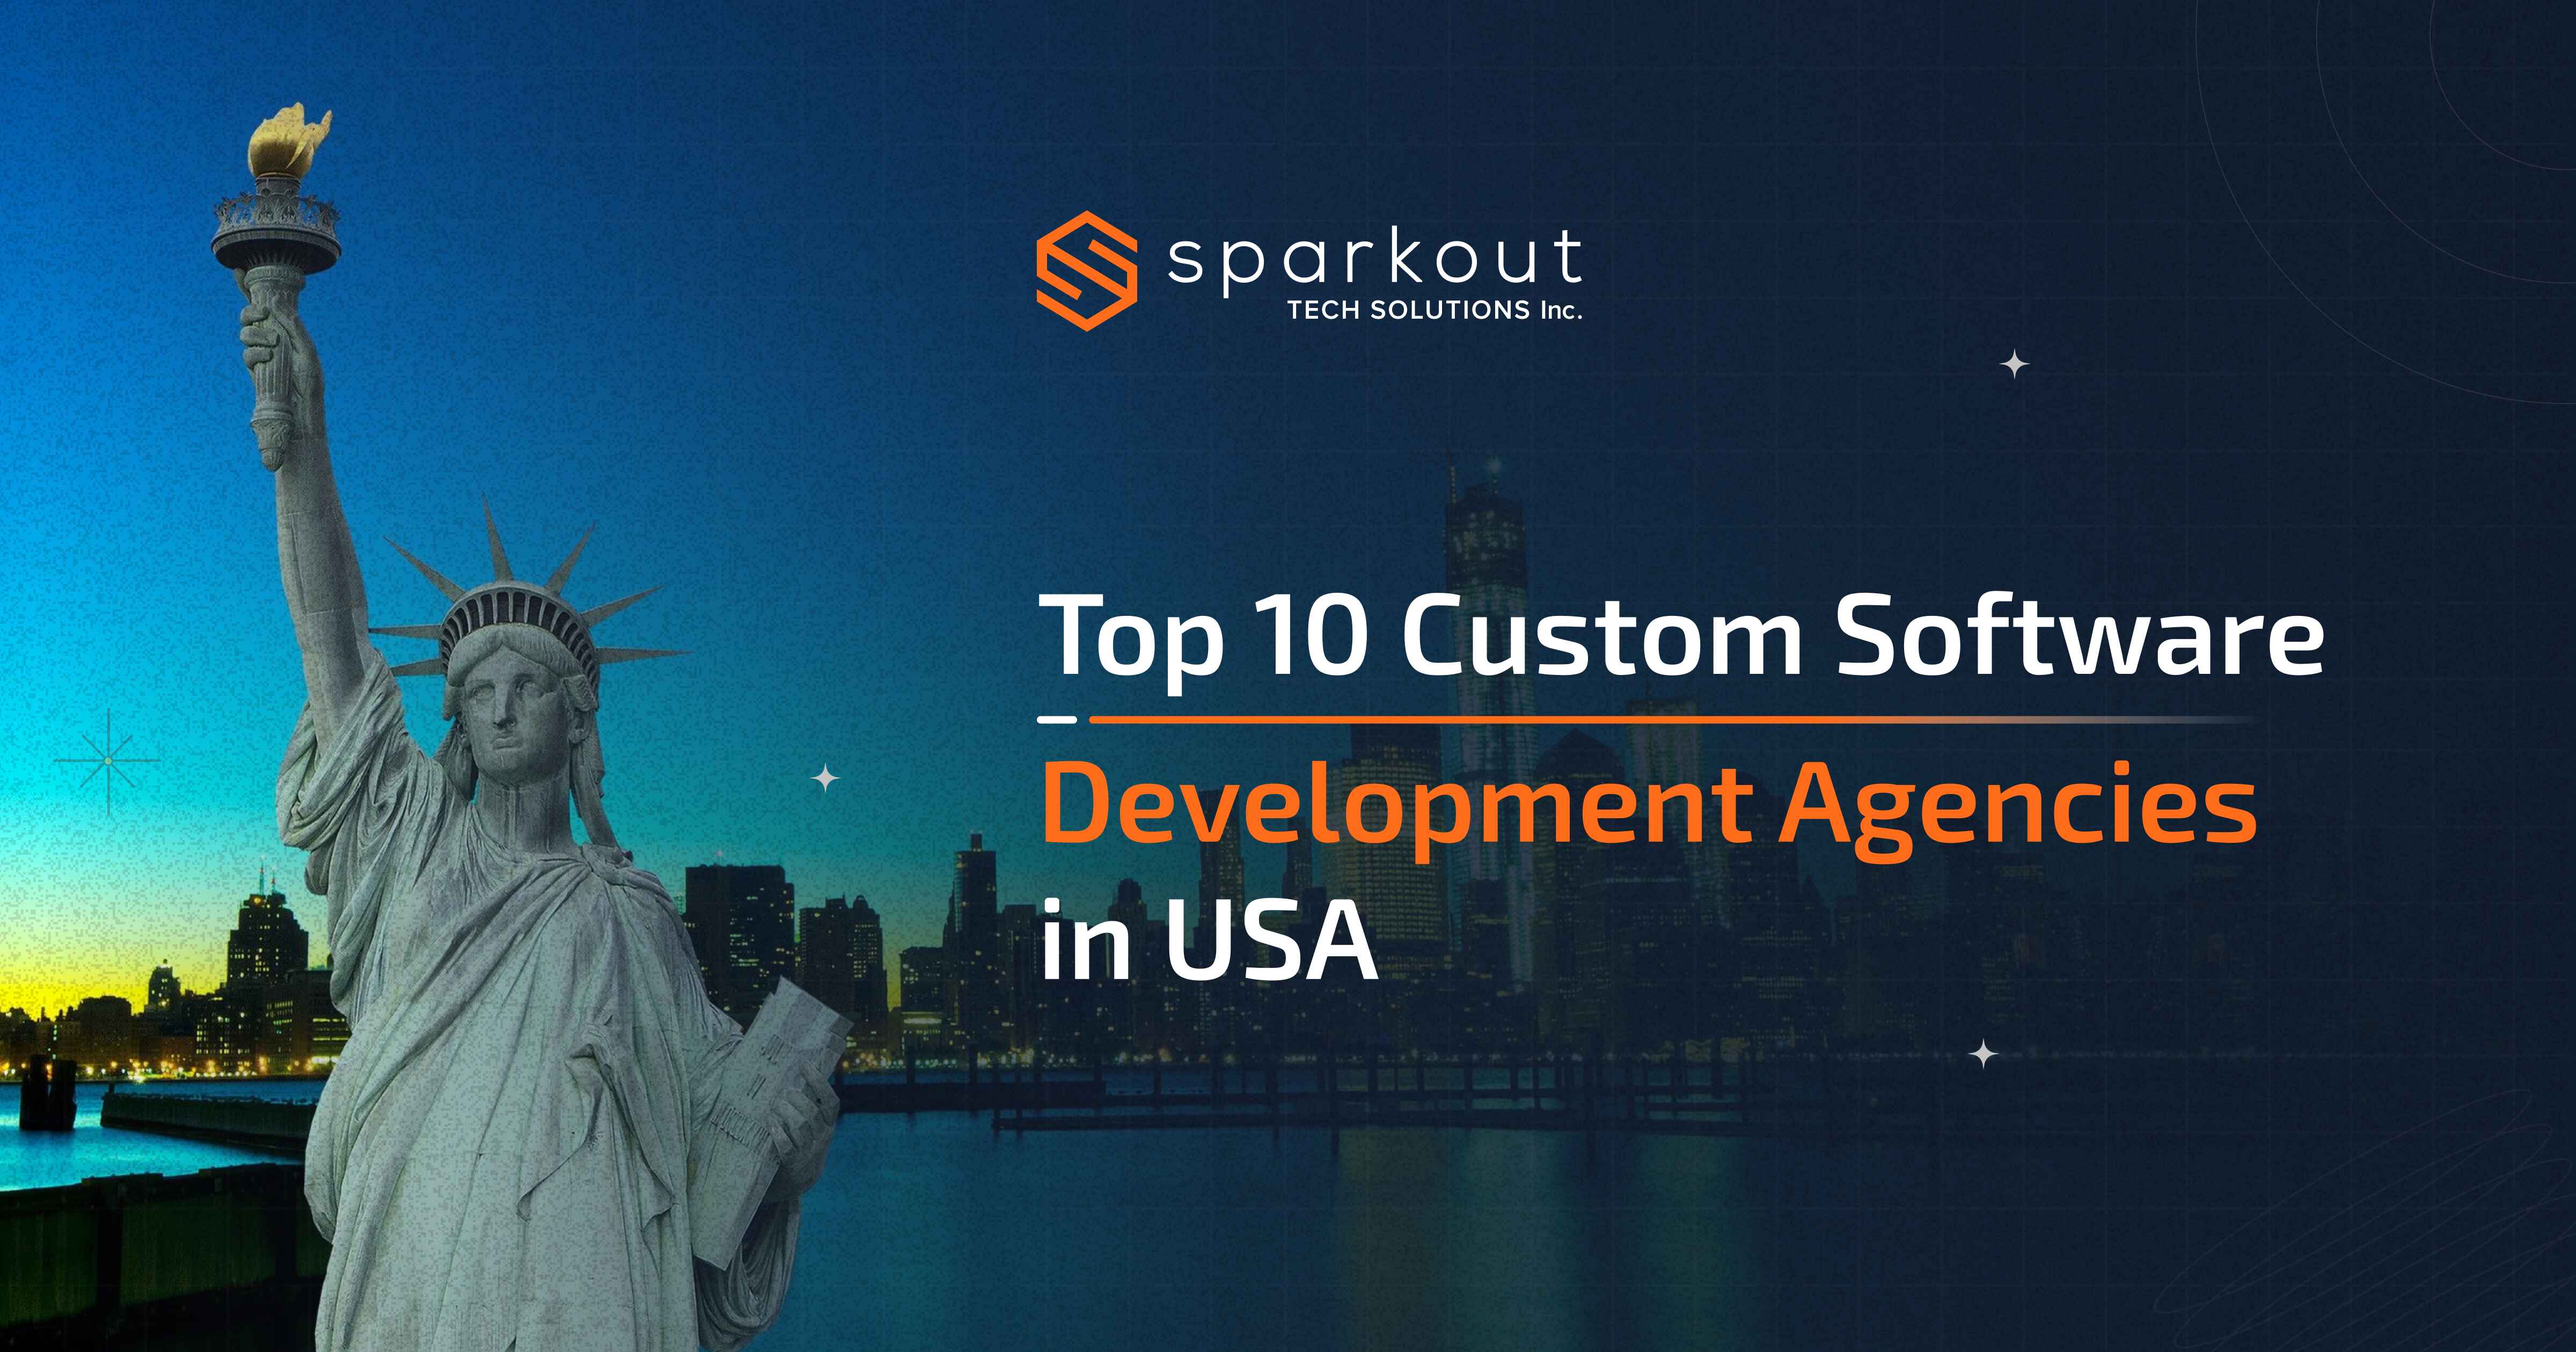 sparkout
TECH SOLUTIONS Inc.
Top 10 Custom Software
Development Agencies
in USA